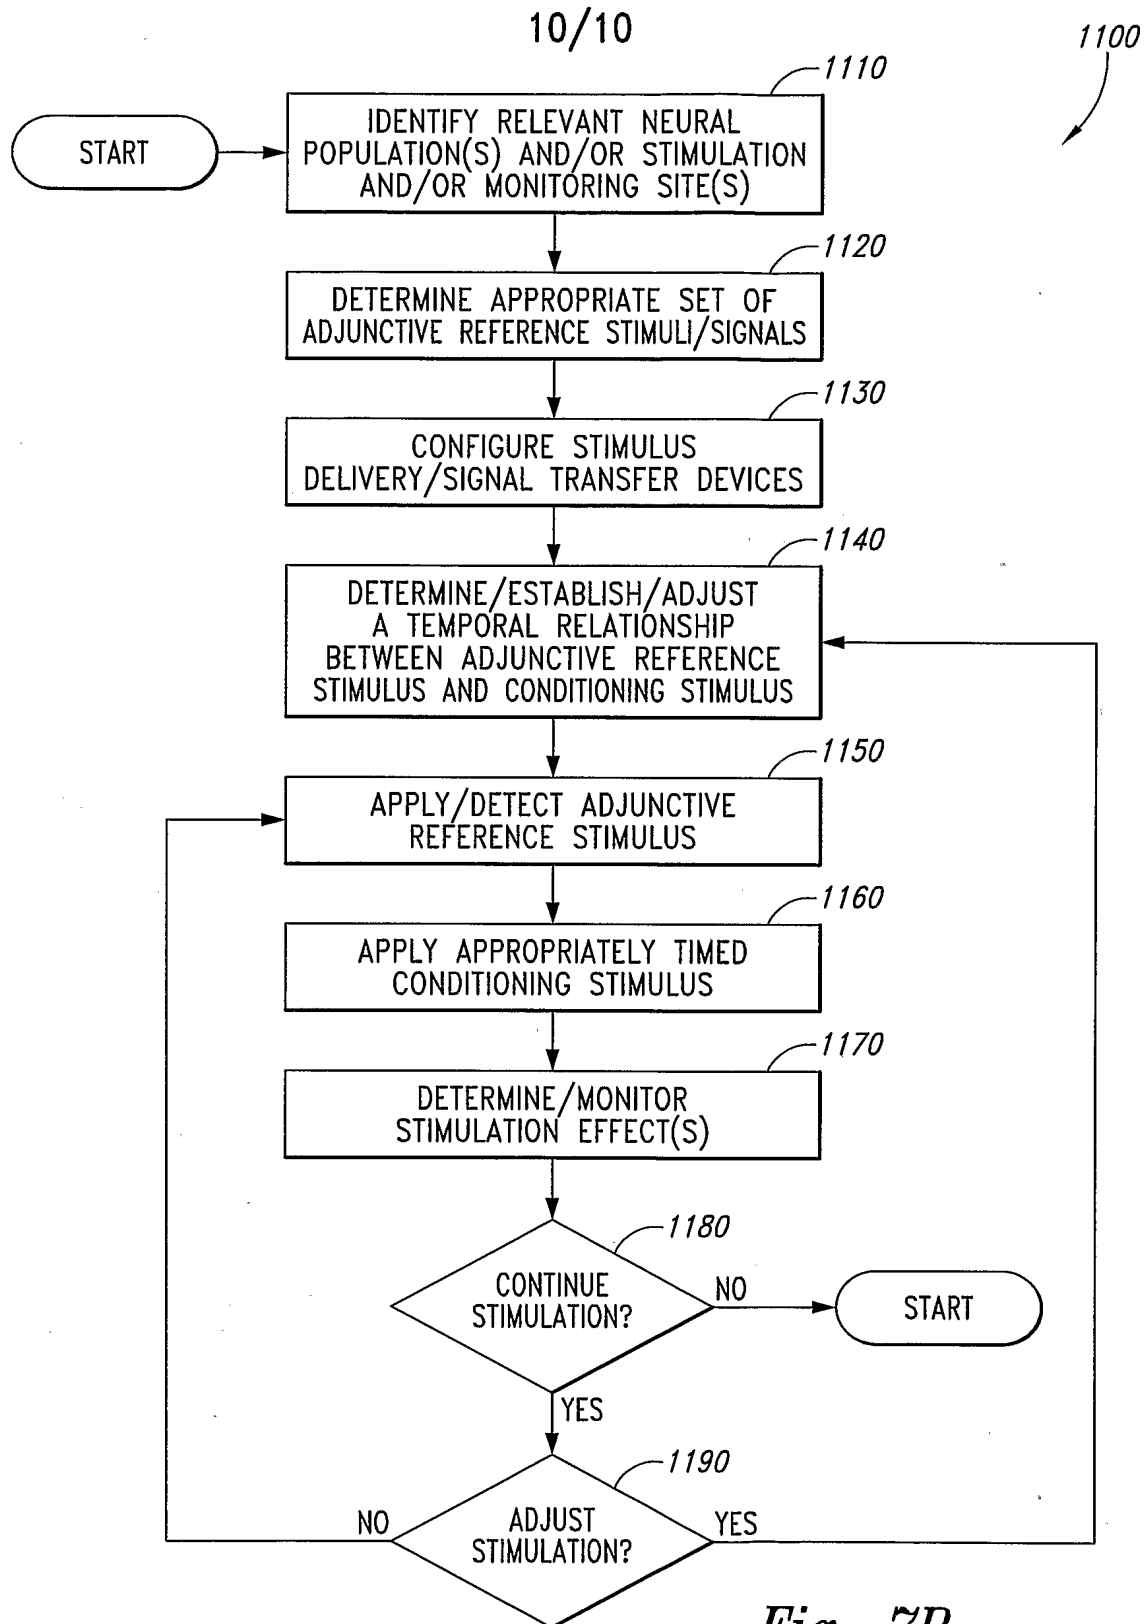 10/10
1100
1110
START
IDENTIFY RELEVANT NEURAL
POPULATION(S) AND/OR STIMULATION
AND/OR MONITORING SITE(S)
1120
DETERMINE APPROPRIATE SET OF
ADJUNCTIVE REFERENCE STIMULI/SIGNALS
1130
CONFIGURE STIMULUS
DELIVERY/SIGNAL TRANSFER DEVICES
1140
DETERMINE/ESTABLISH/ADJUST
A TEMPORAL RELATIONSHIP
BETWEEN ADJUNCTIVE REFERENCE
STIMULUS AND CONDITIONING STIMULUS
1150
APPLY/DETECT ADJUNCTIVE
REFERENCE STIMULUS
1160
APPLY APPROPRIATELY TIMED
CONDITIONING STIMULUS
1170
DETERMINE/MONITOR
STIMULATION EFFECT(S)
1180
CONTINUE
STIMULATION?
NO
START
YES
1190
NO
ADJUST
STIMULATION?
YES